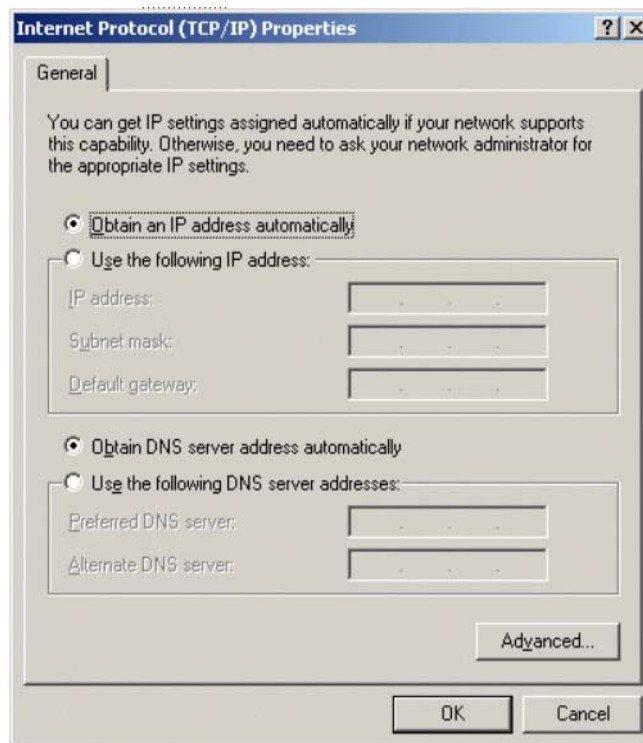 Internet Protocol (TCP/IP) Properties
General
You can get IP settings assigned automatically if your network supports
this capability. Otherwise, you need to ask your network administrator for
the appropriate IP settings.
Obtain an IP address automatically
Use the following IP address:
IP address:
Subnet mask:
Default gateway:
Obtain DNS server address automatically
Use the following DNS server addresses:
Preferred DNS server:
Alternate DNS server:
Advanced...
OK Cancel